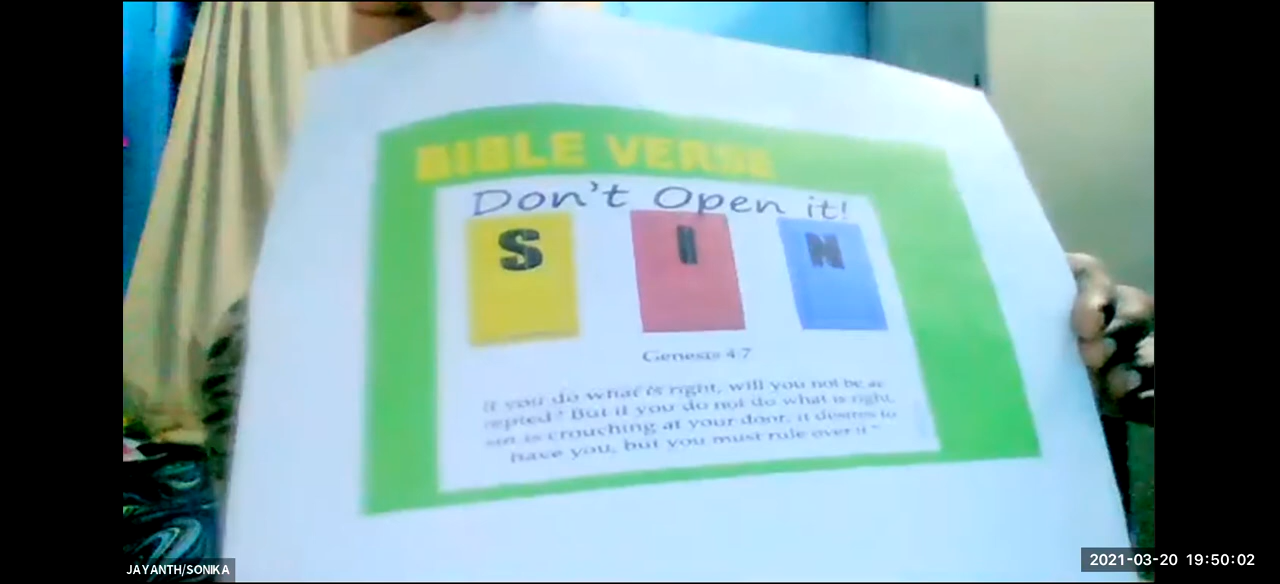 BIBLE VERSE
Don't Open it!
S I N
Genesis 4:7
If you do what is right, will you not be ac
cepted? But if you do not do what is right,
sin is crouching at your door, it desires to
have you, but you must rule over it"
JAYANTH/SONIKA
2021-03-20 19:50:02